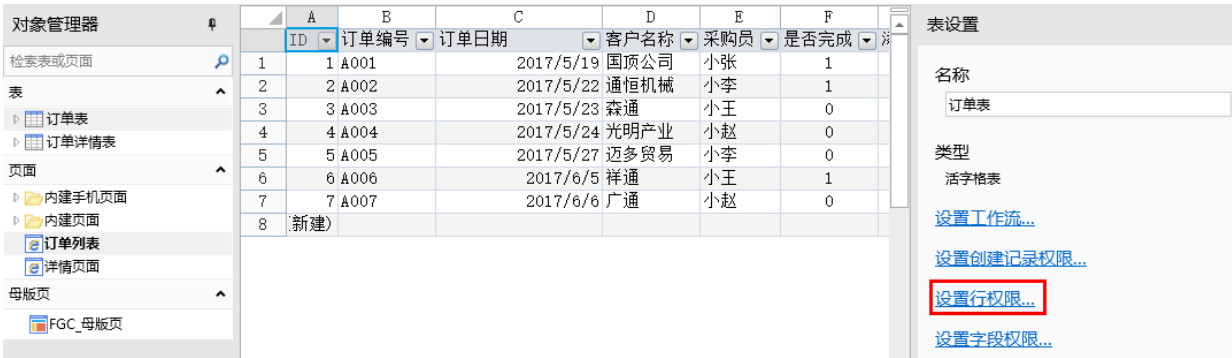 对象管理器
检索表或页面
表
订单表
订单详情表
页面
内建手机页面
内建页面
订单列表
详情页面
母版页
FGC_母版页
A B C D E F
ID 订单编号 订单日期 客户名称 采购员 是否完成
1 1 A001 2017/5/19 国顶公司 小张 1
2 2 A002 2017/5/22 通恒机械 小李 1
3 3 A003 2017/5/23 森通 小王 0
4 4 A004 2017/5/24 光明产业 小赵 0
5 5 A005 2017/5/27 迈多贸易 小李 0
6 6 A006 2017/6/5 祥通 小王 1
7 7 A007 2017/6/6 广通 小赵 0
8 新建)
表设置
名称
订单表
类型
活字格表
设置工作流...
设置创建记录权限...
设置行权限...
设置字段权限...